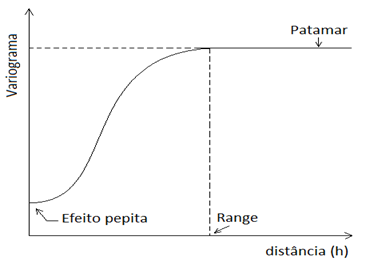 Patamar
Variograma
Efeito pepita
Range
distância (h)